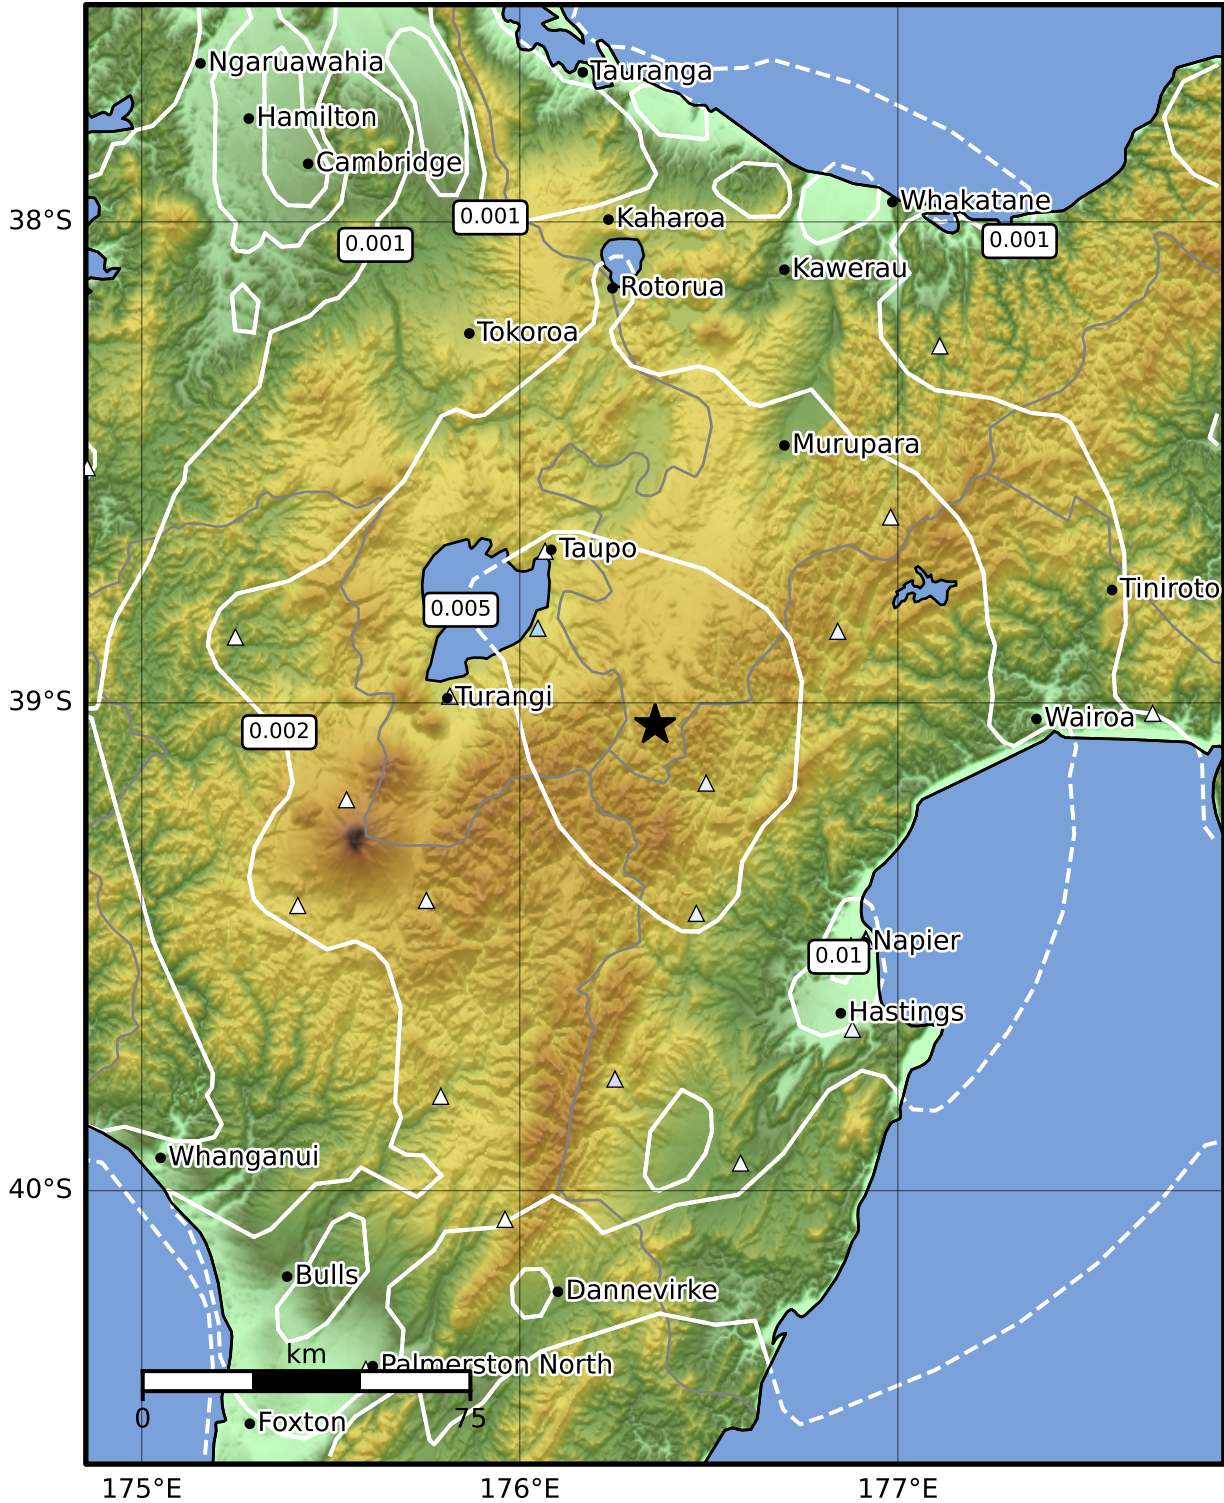 Ngaruawahia
Tauranga
Hamilton
Cambridge
38°S
0.001
Kaharoa
Whakatane
0.001
0.001
Kawerau
Rotorua
Tokoroa
Murupara
Taupo
Tiniroto
0.005
39°S
Turangi
Wairoa
0.002
Napier
0.01
Hastings
Whanganui
40°S
Bulls
Dannevirke
km
Palmerston North
0
75
Foxton
175°E
176°E
177°E